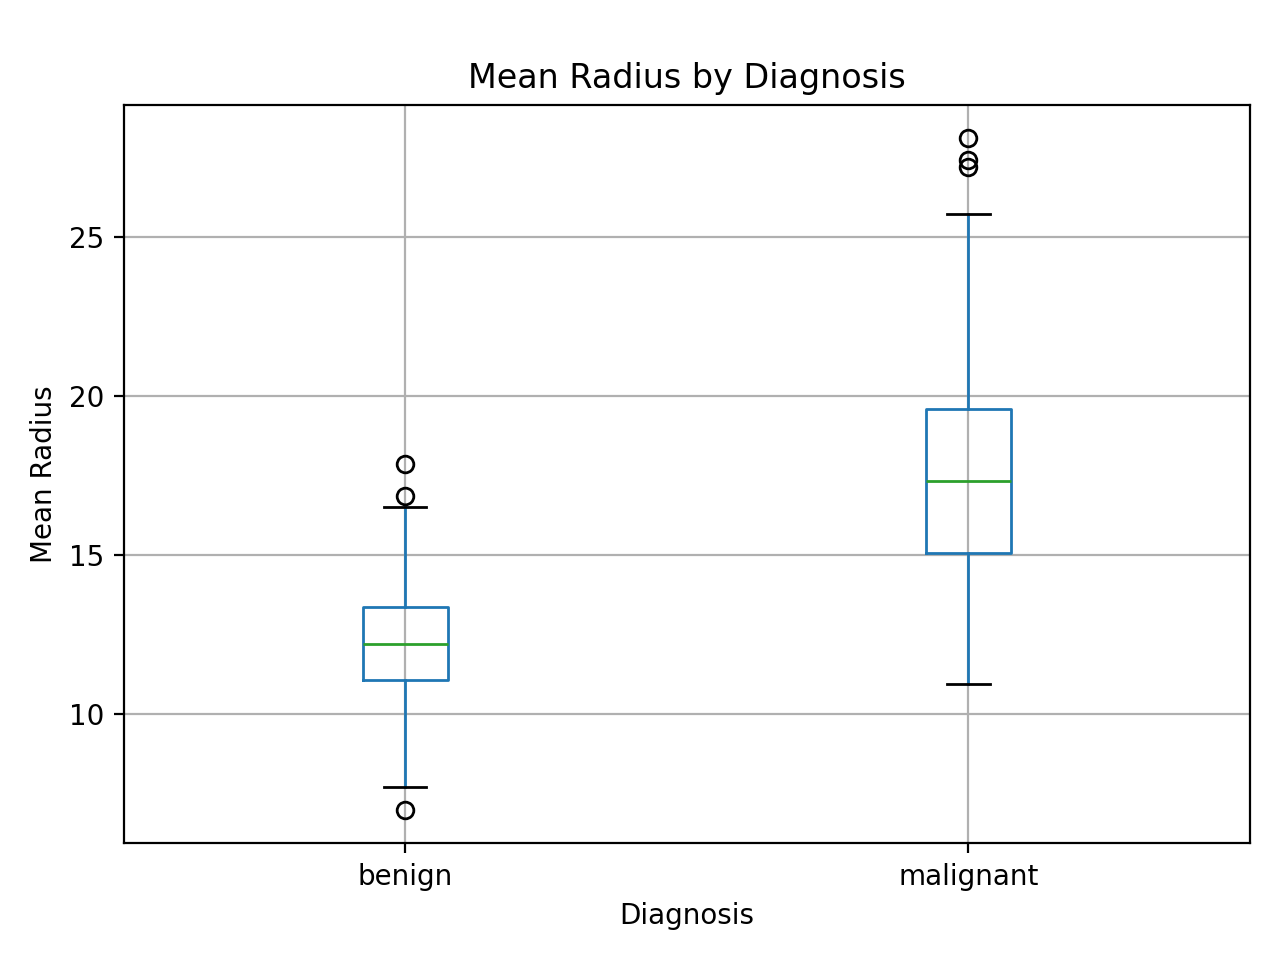 Mean Radius by Diagnosis
Mean Radius
25
20
15
10
benign malignant
Diagnosis